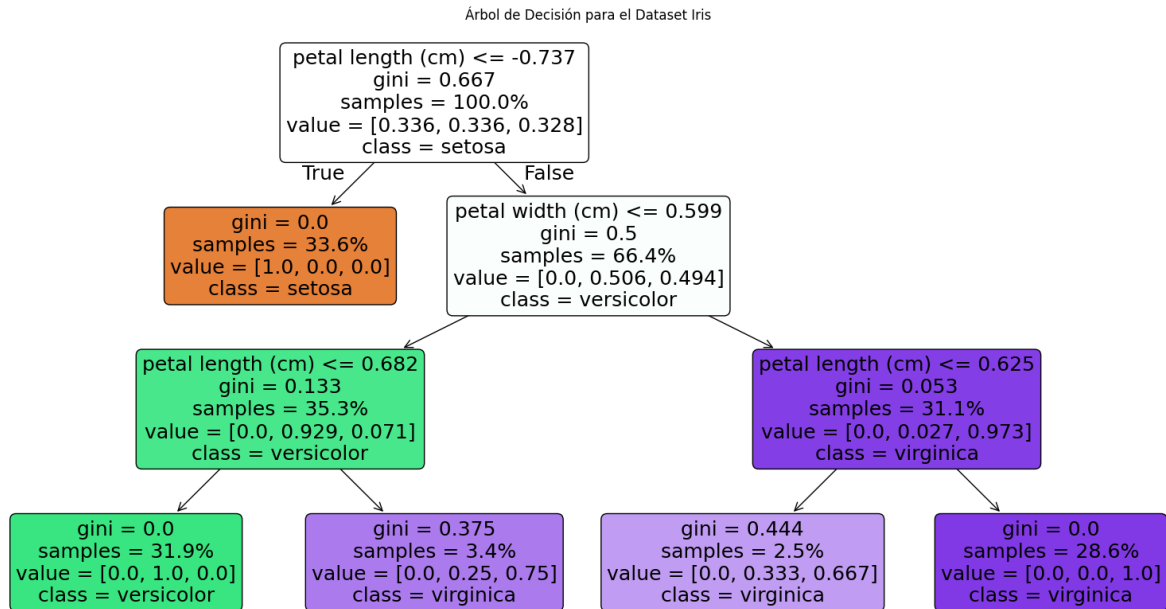 Árbol de Decisión para el Dataset Iris
petal length (cm) <= -0.737
gini = 0.667
samples = 100.0%
value = [0.336, 0.336, 0.328]
class = setosa
True
False
gini = 0.0
samples = 33.6%
value = [1.0, 0.0, 0.0]
class = setosa
petal width (cm) <= 0.599
gini = 0.5
samples = 66.4%
value = [0.0, 0.506, 0.494]
class = versicolor
petal length (cm) <= 0.682
gini = 0.133
samples = 35.3%
value = [0.0, 0.929, 0.071]
class = versicolor
petal length (cm) <= 0.625
gini = 0.053
samples = 31.1%
value = [0.0, 0.027, 0.973]
class = virginica
gini = 0.0
samples = 31.9%
value = [0.0, 1.0, 0.0]
class = versicolor
gini = 0.375
samples = 3.4%
value = [0.0, 0.25, 0.75]
class = virginica
gini = 0.444
samples = 2.5%
value = [0.0, 0.333, 0.667]
class = virginica
gini = 0.0
samples = 28.6%
value = [0.0, 0.0, 1.0]
class = virginica